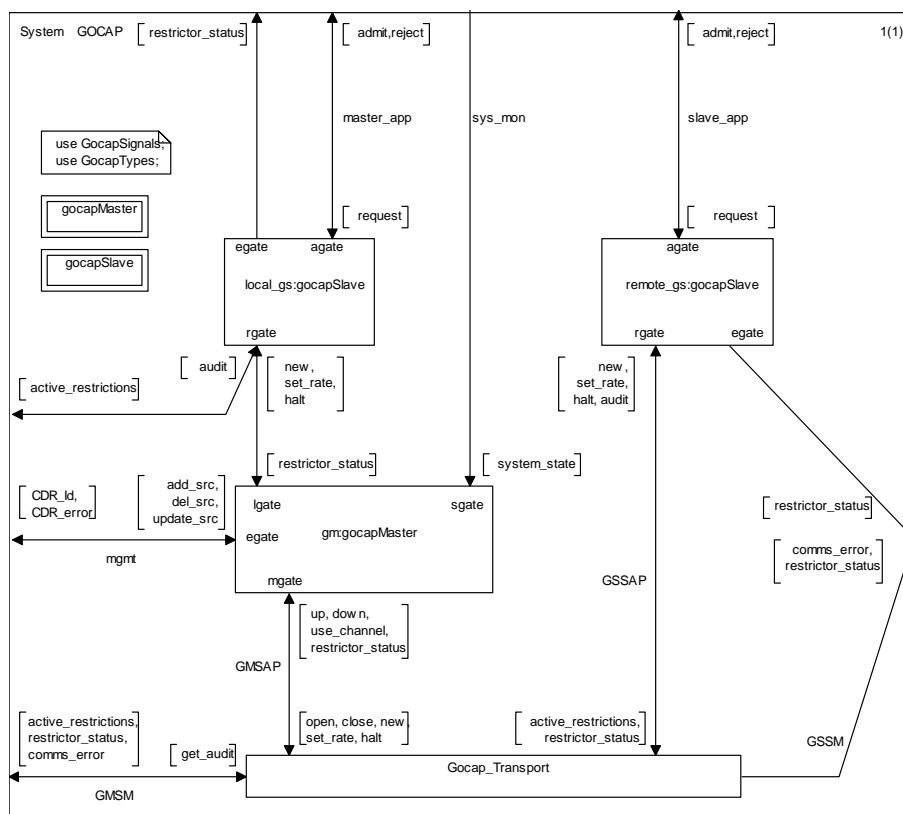 System GOCAP
restrictor_status
admit,reject
admit,reject
1(1)
master_app
sys_mon
slave_app
use GocapSignals;
use GocapTypes;
gocapMaster
gocapSlave
request
request
egate
agate
local_gs:gocapSlave
rgate
agate
remote_gs:gocapSlave
rgate
egate
audit
active_restrictions
new,
set_rate,
halt
new,
set_rate,
halt, audit
restrictor_status
system_state
CDR_Id,
CDR_error
add_src,
del_src,
update_src
mgmt
lgate
sgate
egate
gm:gocapMaster
mgate
restrictor_status
comms_error,
restrictor_status
GSSAP
up, down,
use_channel,
restrictor_status
GMSAP
active_restrictions,
restrictor_status,
comms_error
get_audit
open, close, new,
set_rate, halt
active_restrictions,
restrictor_status
GSSM
Gocap_Transport
GMSM